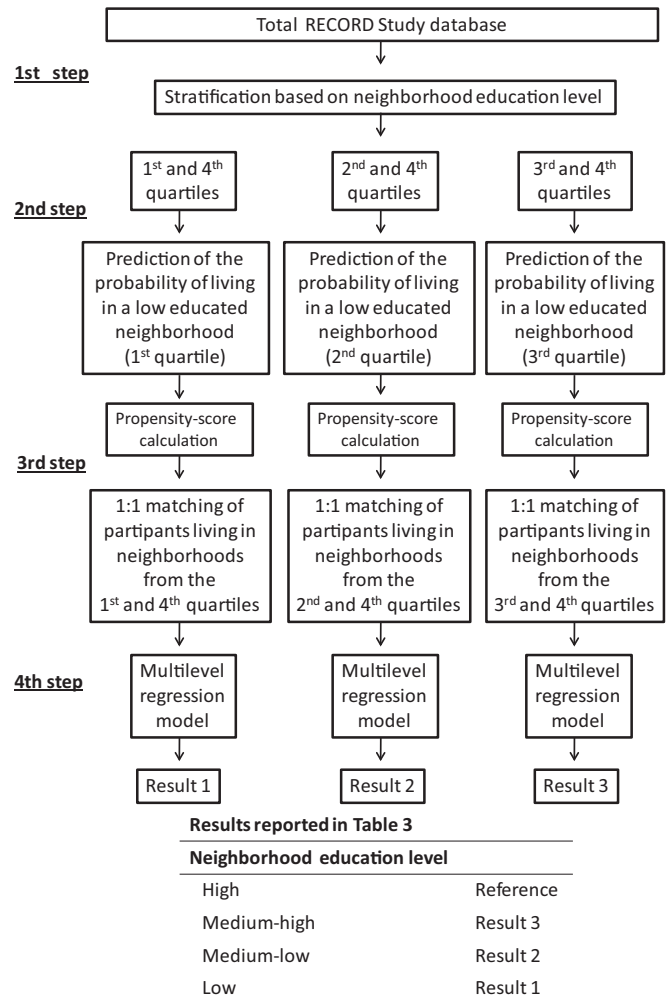 Total RECORD Study database
1st step
Stratification based on neighborhood education level
1st and 4th
quartiles
2nd and 4th
quartiles
3rd and 4th
quartiles
2nd step
Prediction of the
probability of living
in a low educated
neighborhood
(1st quartile)
Prediction of the
probability of living
in a low educated
neighborhood
(2nd quartile)
Prediction of the
probability of living
in a low educated
neighborhood
(3rd quartile)
Propensity-score
calculation
Propensity-score
calculation
Propensity-score
calculation
3rd step
1:1 matching of
partipants living in
neighborhoods
from the
1st and 4th quartiles
1:1 matching of
partipants living in
neighborhoods
from the
2nd and 4th quartiles
1:1 matching of
partipants living in
neighborhoods
from the
3rd and 4th quartiles
4th step
Multilevel
regression
model
Multilevel
regression
model
Multilevel
regression
model
Result 1
Result 2
Result 3
Results reported in Table 3
Neighborhood education level
High Reference
Medium-high Result 3
Medium-low Result 2
Low Result 1